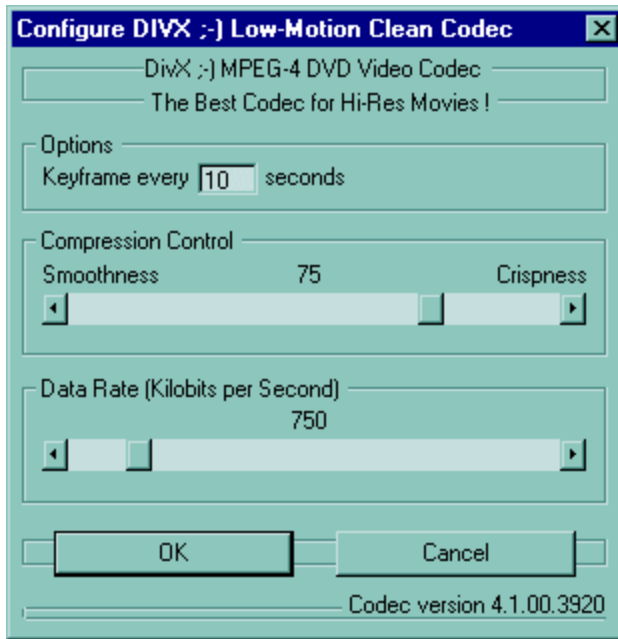 Configure DIVX ;-) Low-Motion Clean Codec
DivX ;-) MPEG-4 DVD Video Codec
The Best Codec for Hi-Res Movies !
Options
Keyframe every 10 seconds
Compression Control
Smoothness 75 Crispness
Data Rate (Kilobits per Second)
750
OK Cancel
Codec version 4.1.00.3920